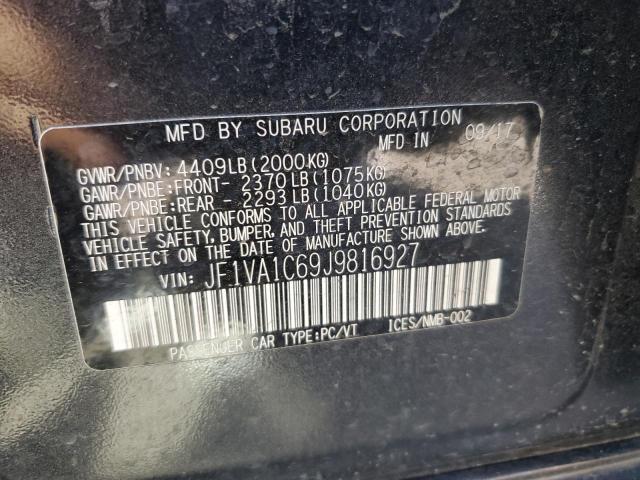 MFD BY SUBARU CORPORATION
MFD IN 09/17
GVWR/PNBV: 4409LB(2000KG)
GAWR/PNBE:FRONT- 2370LB(1075KG)
GAWR/PNBE:REAR - 2293LB(1040KG)
THIS VEHICLE CONFORMS TO ALL APPLICABLE FEDERAL MOTOR
VEHICLE SAFETY, BUMPER, AND THEFT PREVENTION STANDARDS
IN EFFECT ON THE DATE OF MANUFACTURE SHOWN ABOVE.
VIN: JF1VA1C69J9816927
PASSENGER CAR TYPE:PC/VT ICES/NMB-002